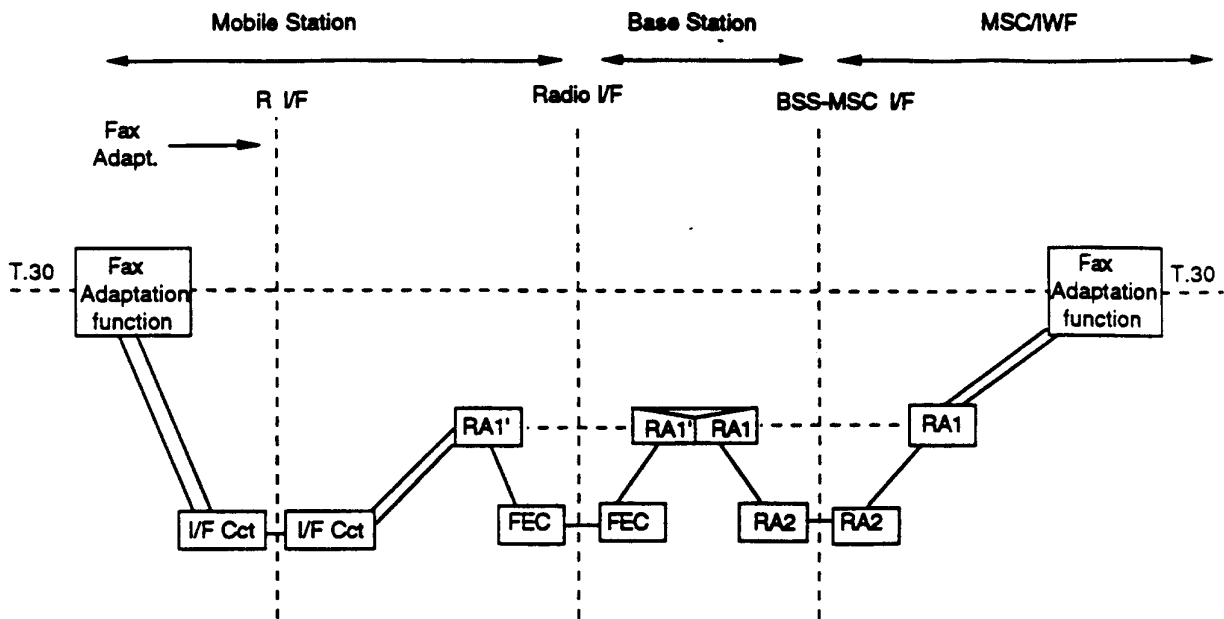 Mobile Station
Base Station
MSC/IWF
R I/F
Radio I/F
BSS-MSC I/F
Fax
Adapt.
T.30
Fax
Adaptation
function
Fax
Adaptation
function
T.30
RA1'
RA1'
RA1
RA1
I/F Cct
I/F Cct
FEC
FEC
RA2
RA2